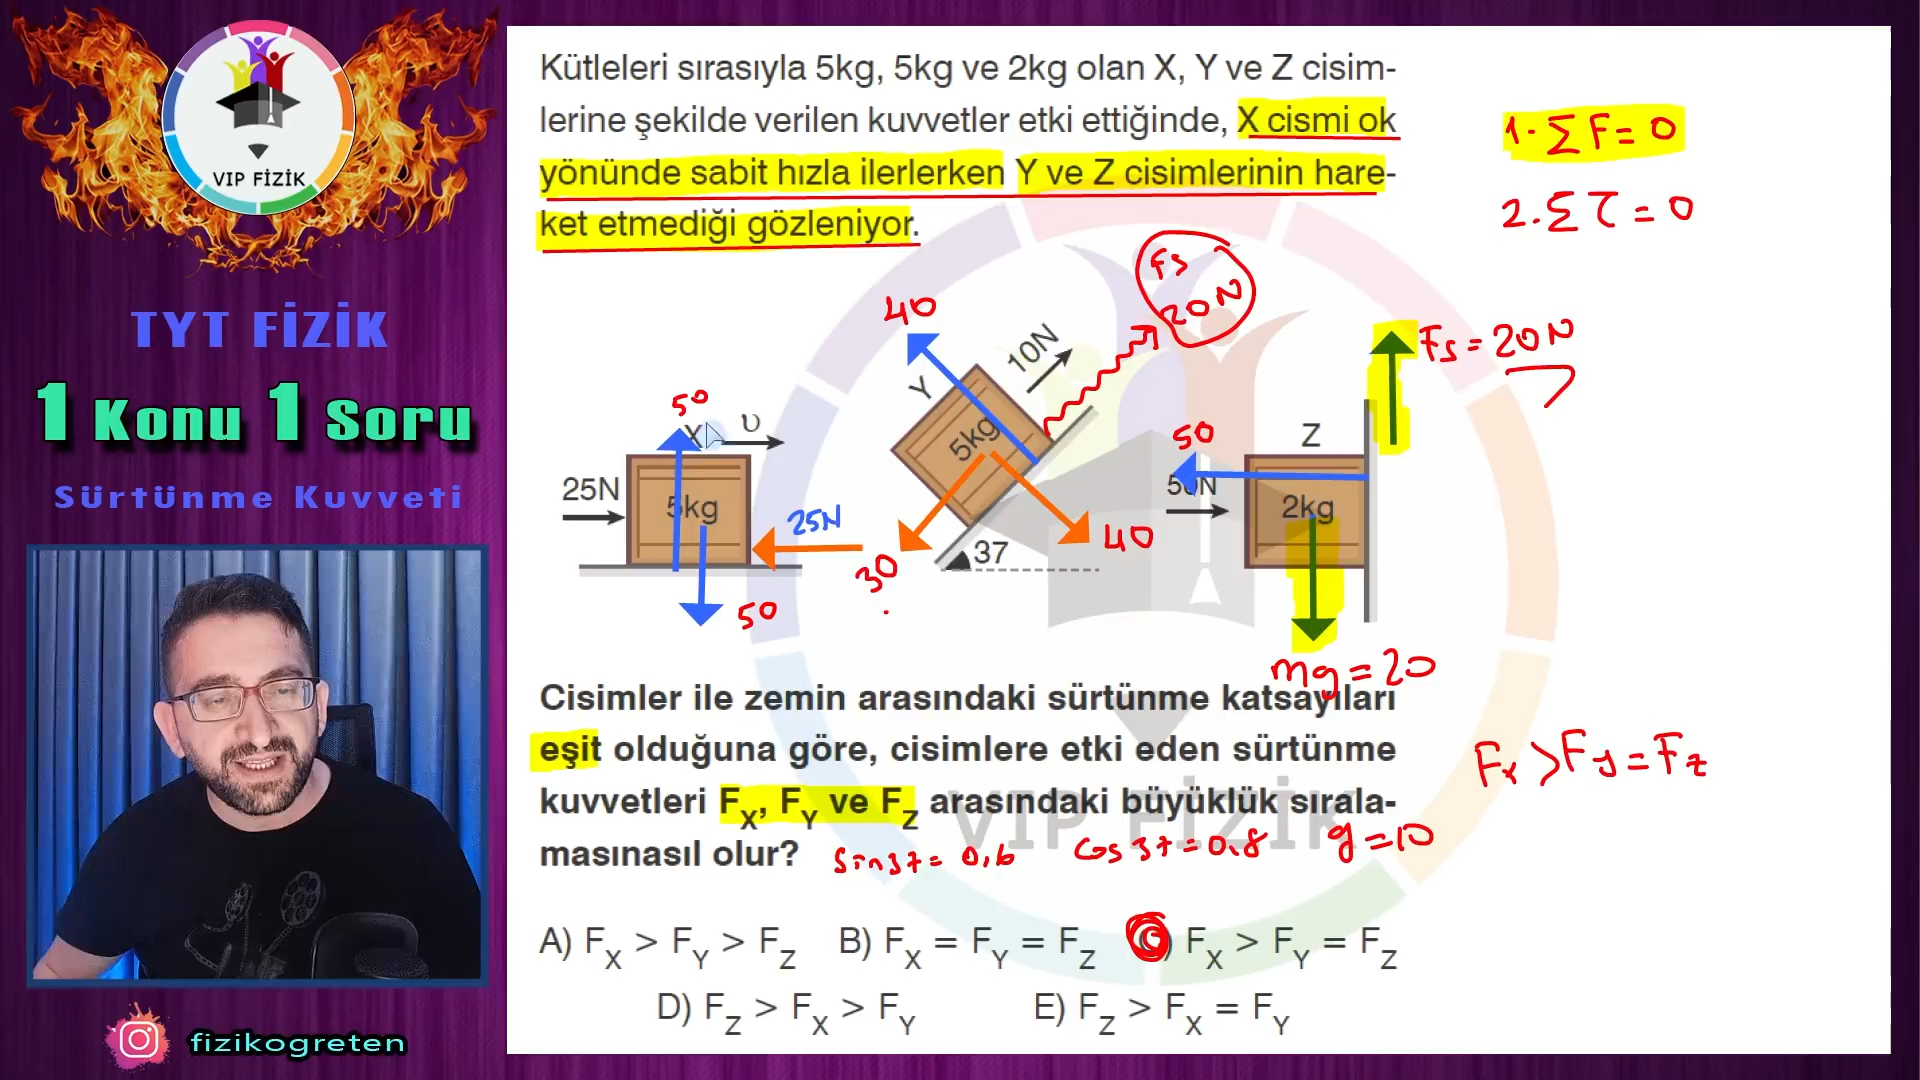 VIP FİZİK
TYT FİZİK
1 Konu 1 Soru
Sürtünme Kuvveti
fizikogreten
Kütleleri sırasıyla 5kg, 5kg ve 2kg olan X, Y ve Z cisim-
lerine şekilde verilen kuvvetler etki ettiğinde, X cismi ok
yönünde sabit hızla ilerlerken Y ve Z cisimlerinin hare-
ket etmediği gözleniyor.
1. ΣF = 0
2. Στ = 0
50
X
υ
25N
5kg
25N
50
40
Y
10N
fs
20N
5kg
30
40
37
Fs = 20N
50
Z
50N
2kg
mg = 20
Cisimler ile zemin arasındaki sürtünme katsayıları
eşit olduğuna göre, cisimlere etki eden sürtünme
kuvvetleri FX, FY ve FZ arasındaki büyüklük sırala-
masınasıl olur?
sin37 = 0,6
cos37 = 0.8
g = 10
Fx > Fy = Fz
VIP FİZİK
A) FX > FY > FZ B) FX = FY = FZ C) FX > FY = FZ
D) FZ > FX > FY E) FZ > FX = FY